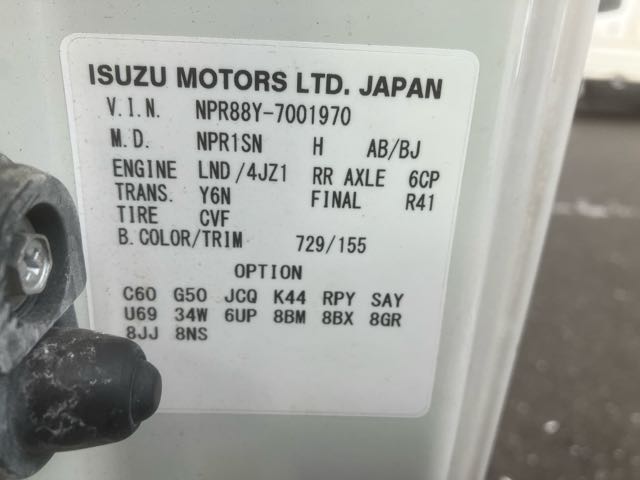 ISUZU MOTORS LTD. JAPAN
V.I.N. NPR88Y-7001970
M.D. NPR1SN H AB/BJ
ENGINE LND/4JZ1 RR AXLE 6CP
TRANS. Y6N FINAL R41
TIRE CVF
B.COLOR/TRIM 729/155
OPTION
C60 G50 JCQ K44 RPY SAY
U69 34W 6UP 8BM 8BX 8GR
8JJ 8NS